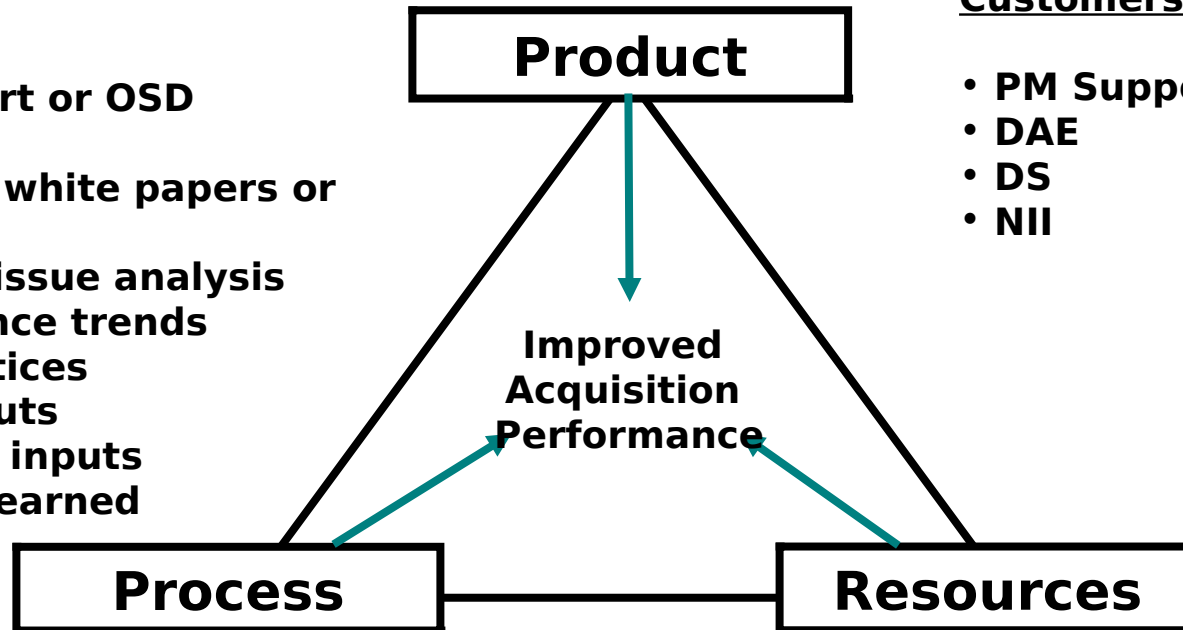 Product
rt or OSD
white papers or
issue analysis
nce trends
tices
uts
inputs
earned
Customers
• PM Suppo
• DAE
• DS
• NII
Improved
Acquisition
Performance
Process
Resources